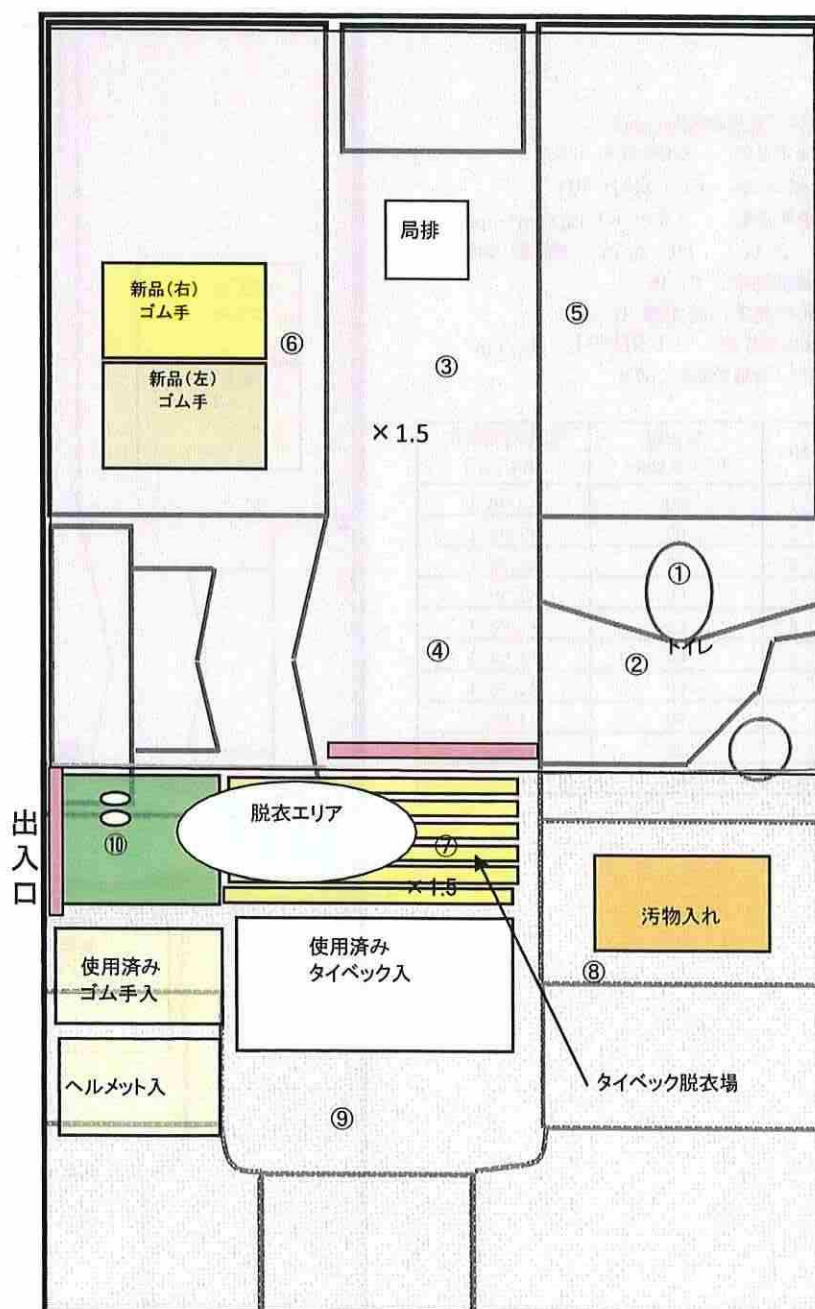 局排
新品(右)
ゴム手
⑥
新品(左)
ゴム手
③
⑤
×1.5
①
トイレ
②
④
出入口
脱衣エリア
⑩
⑦
×1.5
汚物入れ
使用済み
ゴム手入
使用済み
タイベック入
⑧
ヘルメット入
タイベック脱衣場
⑨